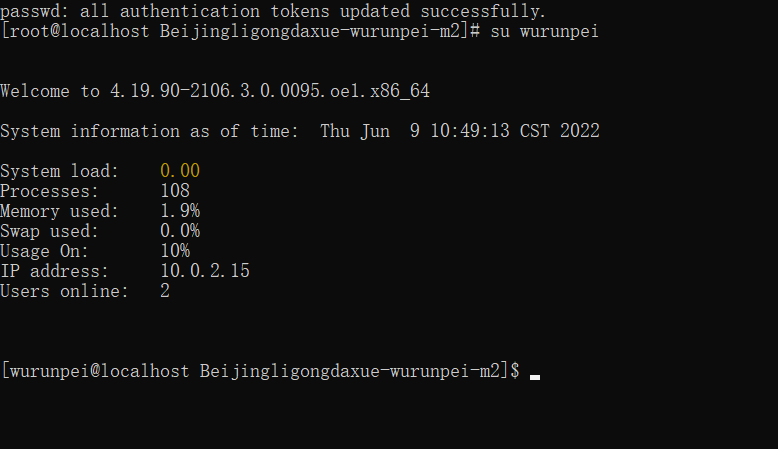 passwd: all authentication tokens updated successfully.
[root@localhost Beijingligongdaxue-wurunpei-m2]# su wurunpei
Welcome to 4.19.90-2106.3.0.0095.oe1.x86_64
System information as of time:  Thu Jun  9 10:49:13 CST 2022
System load:    0.00
Processes:      108
Memory used:    1.9%
Swap used:      0.0%
Usage On:       10%
IP address:     10.0.2.15
Users online:   2
[wurunpei@localhost Beijingligongdaxue-wurunpei-m2]$